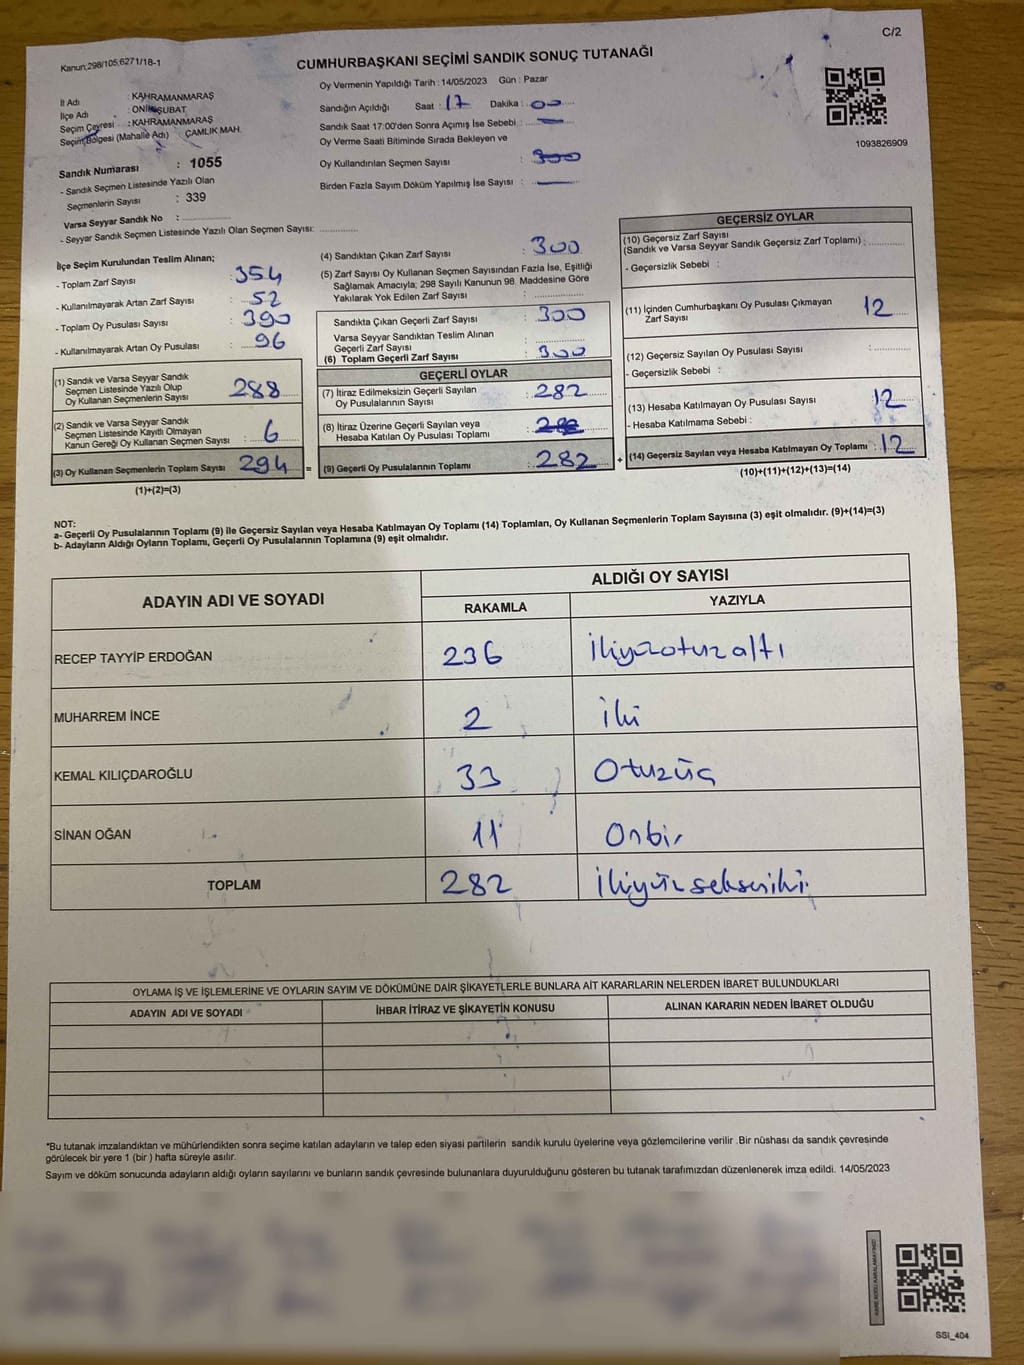 C/2
Kanun:298/105;6271/18-1
CUMHURBAŞKANI SEÇİMİ SANDIK SONUÇ TUTANAĞI
Oy Vermenin Yapıldığı Tarih : 14/05/2023 Gün : Pazar
İl Adı : KAHRAMANMARAŞ
İlçe Adı : ONİKİŞUBAT
Seçim Çevresi : KAHRAMANMARAŞ
Seçim Bölgesi (Mahalle Adı) ÇAMLIK MAH.
Sandığın Açıldığı Saat : 17 Dakika : 00
Sandık Saat 17:00'den Sonra Açımış İse Sebebi :
Oy Verme Saati Bitiminde Sırada Bekleyen ve
Oy Kullandırılan Seçmen Sayısı : 300
Birden Fazla Sayım Döküm Yapılmış İse Sayısı :
1093826909
Sandık Numarası : 1055
- Sandık Seçmen Listesinde Yazılı Olan
Seçmenlerin Sayısı : 339
Varsa Seyyar Sandık No :
- Seyyar Sandık Seçmen Listesinde Yazılı Olan Seçmen Sayısı:
İlçe Seçim Kurulundan Teslim Alınan;
- Toplam Zarf Sayısı : 354
- Kullanılmayarak Artan Zarf Sayısı : 52
- Toplam Oy Pusulası Sayısı : 390
- Kullanılmayarak Artan Oy Pusulası : 96
(1) Sandık ve Varsa Seyyar Sandık
Seçmen Listesinde Yazılı Olup
Oy Kullanan Seçmenlerin Sayısı : 288
(2) Sandık ve Varsa Seyyar Sandık
Seçmen Listesinde Kayıtlı Olmayan
Kanun Gereği Oy Kullanan Seçmen Sayısı : 6
(3) Oy Kullanan Seçmenlerin Toplam Sayısı : 294 =
(1)+(2)=(3)
(4) Sandıktan Çıkan Zarf Sayısı : 300
(5) Zarf Sayısı Oy Kullanan Seçmen Sayısından Fazla İse, Eşitliği
Sağlamak Amacıyla; 298 Sayılı Kanunun 98. Maddesine Göre
Yakılarak Yok Edilen Zarf Sayısı :
Sandıkta Çıkan Geçerli Zarf Sayısı : 300
Varsa Seyyar Sandıktan Teslim Alınan
Geçerli Zarf Sayısı :
(6) Toplam Geçerli Zarf Sayısı : 300
GEÇERLİ OYLAR
(7) İtiraz Edilmeksizin Geçerli Sayılan
Oy Pusulalarının Sayısı : 282
(8) İtiraz Üzerine Geçerli Sayılan veya
Hesaba Katılan Oy Pusulası Toplamı :
(9) Geçerli Oy Pusulalarının Toplamı : 282 +
GEÇERSİZ OYLAR
(10) Geçersiz Zarf Sayısı
(Sandık ve Varsa Seyyar Sandık Geçersiz Zarf Toplamı) :
- Geçersizlik Sebebi :
(11) İçinden Cumhurbaşkanı Oy Pusulası Çıkmayan
Zarf Sayısı : 12
(12) Geçersiz Sayılan Oy Pusulası Sayısı :
- Geçersizlik Sebebi :
(13) Hesaba Katılmayan Oy Pusulası Sayısı : 12
- Hesaba Katılmama Sebebi :
(14) Geçersiz Sayılan veya Hesaba Katılmayan Oy Toplamı : 12
(10)+(11)+(12)+(13)=(14)
NOT:
a- Geçerli Oy Pusulalarının Toplamı (9) ile Geçersiz Sayılan veya Hesaba Katılmayan Oy Toplamı (14) Toplamları, Oy Kullanan Seçmenlerin Toplam Sayısına (3) eşit olmalıdır. (9)+(14)=(3)
b- Adayların Aldığı Oyların Toplamı, Geçerli Oy Pusulalarının Toplamına (9) eşit olmalıdır.
ADAYIN ADI VE SOYADI ALDIĞI OY SAYISI
RAKAMLA YAZIYLA
RECEP TAYYİP ERDOĞAN 236 ikiyüzotuz altı
MUHARREM İNCE 2 iki
KEMAL KILIÇDAROĞLU 33 Otuzüç
SİNAN OĞAN 11 Onbir
TOPLAM 282 ikiyüz sekseniki
OYLAMA İŞ VE İŞLEMLERİNE VE OYLARIN SAYIM VE DÖKÜMÜNE DAİR ŞİKAYETLERLE BUNLARA AİT KARARLARIN NELERDEN İBARET BULUNDUKLARI
ADAYIN ADI VE SOYADI İHBAR İTİRAZ VE ŞİKAYETİN KONUSU ALINAN KARARIN NEDEN İBARET OLDUĞU
*Bu tutanak imzalandıktan ve mühürlendikten sonra seçime katılan adayların ve talep eden siyasi partilerin sandık kurulu üyelerine veya gözlemcilerine verilir .Bir nüshası da sandık çevresinde
görülecek bir yere 1 (bir ) hafta süreyle asılır.
Sayım ve döküm sonucunda adayların aldığı oyların sayılarını ve bunların sandık çevresinde bulunanlara duyurulduğunu gösteren bu tutanak tarafımızdan düzenlenerek imza edildi. 14/05/2023
SSI_404